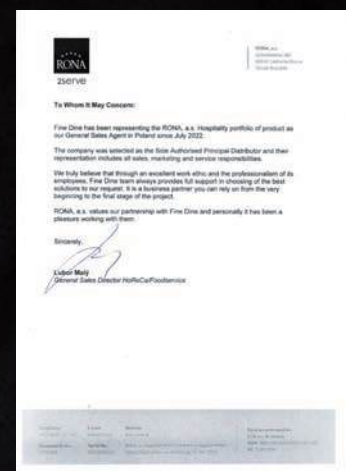 RONA
2serve
RONA, a.s.
To Whom It May Concern:
Fine Dine has been representing the RONA, a.s. Hospitality portfolio of product as
our General Sales Agent in Poland since July 2022.
The company was selected as the Sole Authorised Principal Distributor and their
representation includes all sales, marketing and service responsibilities.
We truly believe that through an excellent work ethic and the professionalism of its
employees, Fine Dine team always provides full support in choosing of the best
solutions to our request. It is a business partner you can rely on from the very
beginning to the final stage of the project.
RONA, a.s. values our partnership with Fine Dine and personally it has been a
pleasure working with them.
Sincerely,
Lubor Malý
General Sales Director HoReCa/Foodservice